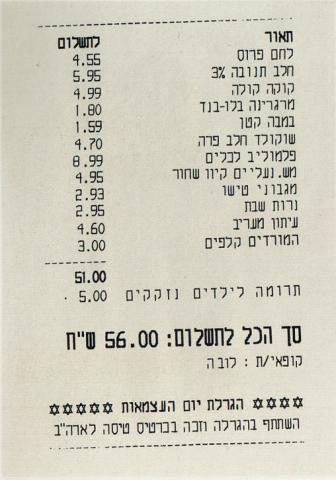 תאור לתשלום
לחם פרוס 4.55
חלב תנובה 3% 5.95
קוקה קולה 4.99
מרגרינה בלו-בנד 1.80
במבה קטן 1.59
שוקולד חלב פרה 4.70
פלמוליב לכלים 8.99
מש.נעליים קיוו שחור 4.95
מגבוני טישו 2.93
נרות שבת 2.95
עיתון מעריב 4.60
המורדים קלפים 3.00
51.00
תרומה לילדים נזקקים 5.00
סך הכל לתשלום: 56.00 ש"ח
קופאי/ת : לובה
✡✡✡✡ הגרלת יום העצמאות ✡✡✡✡✡
השתתף בהגרלה וזכה בכרטיס טיסה לארה"ב